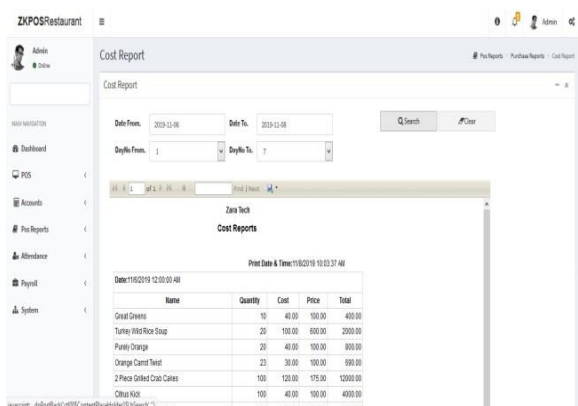 ZKPOSRestaurant
Admin
Admin
Online
Cost Report
Pos Reports Purchase Reports Cost Report
Cost Report
MAIN NAVIGATION
Dashboard
POS
Accounts
Pos Reports
Attendance
Payroll
System
Date From. 2019-11-06 Date To. 2019-11-08 Search Clear
DayNo From. 1 DayNo To. 7
1 of 1 Find | Next
Zara Tech
Cost Reports
Print Date & Time:11/8/2019 10:03:37 AM
Date:11/6/2019 12:00:00 AM
Name Quantity Cost Price Total
Great Greens 10 40.00 100.00 400.00
Turkey Wild Rice Soup 20 100.00 600.00 2000.00
Purely Orange 20 40.00 100.00 800.00
Orange Carrot Twist 23 30.00 100.00 690.00
2 Piece Grilled Crab Cakes 100 120.00 175.00 12000.00
Citrus Kick 100 40.00 100.00 4000.00